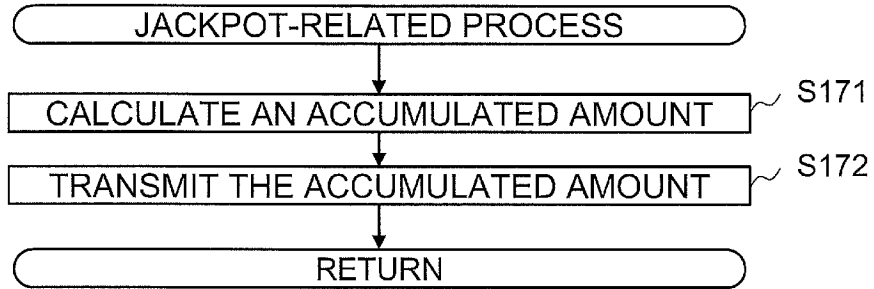 JACKPOT-RELATED PROCESS
CALCULATE AN ACCUMULATED AMOUNT
S171
TRANSMIT THE ACCUMULATED AMOUNT
S172
RETURN